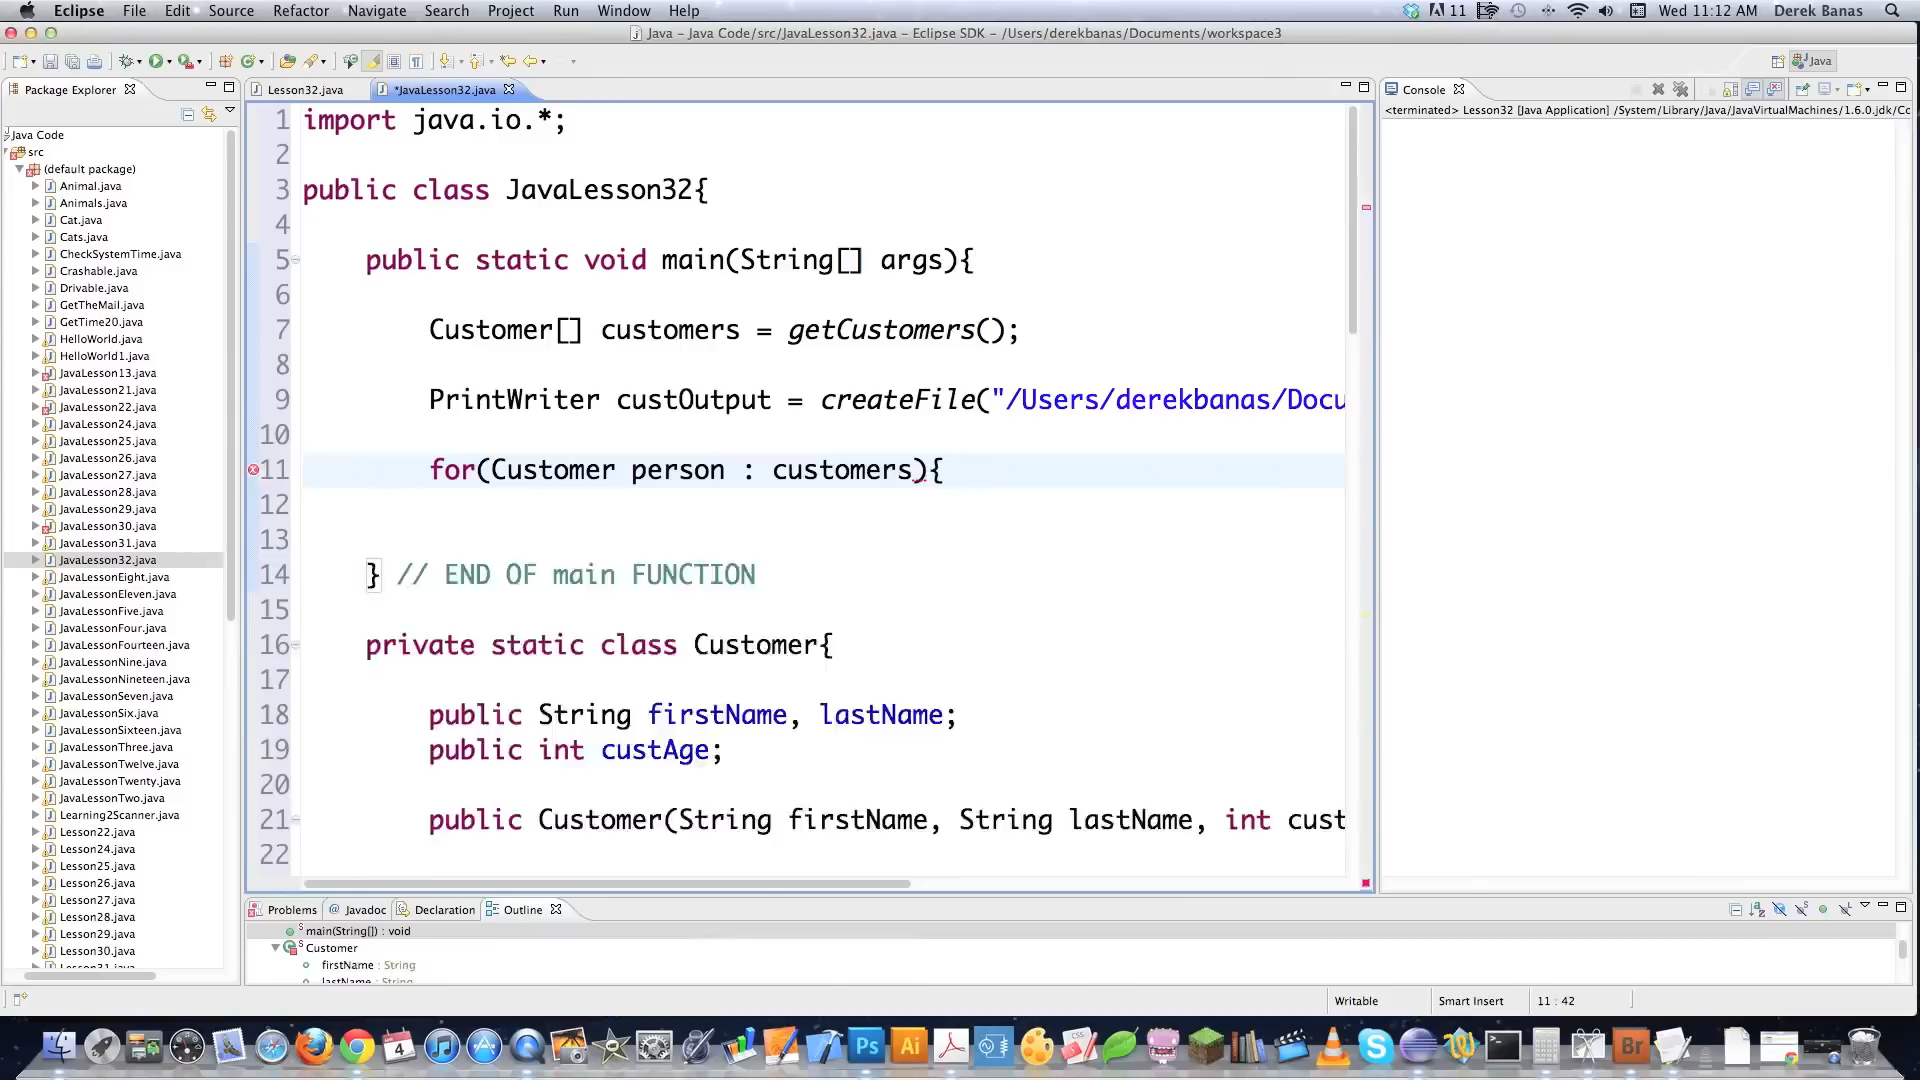 Eclipse File Edit Source Refactor Navigate Search Project Run Window Help 11 Wed 11:12 AM Derek Banas
Java - Java Code/src/JavaLesson32.java - Eclipse SDK - /Users/derekbanas/Documents/workspace3
Java
Package Explorer
Java Code
src
(default package)
Animal.java
Animals.java
Cat.java
Cats.java
CheckSystemTime.java
Crashable.java
Drivable.java
GetTheMail.java
GetTime20.java
HelloWorld.java
HelloWorld1.java
JavaLesson13.java
JavaLesson21.java
JavaLesson22.java
JavaLesson24.java
JavaLesson25.java
JavaLesson26.java
JavaLesson27.java
JavaLesson28.java
JavaLesson29.java
JavaLesson30.java
JavaLesson31.java
JavaLesson32.java
JavaLessonEight.java
JavaLessonEleven.java
JavaLessonFive.java
JavaLessonFour.java
JavaLessonFourteen.java
JavaLessonNine.java
JavaLessonNineteen.java
JavaLessonSeven.java
JavaLessonSix.java
JavaLessonSixteen.java
JavaLessonThree.java
JavaLessonTwelve.java
JavaLessonTwenty.java
JavaLessonTwo.java
Learning2Scanner.java
Lesson22.java
Lesson24.java
Lesson25.java
Lesson26.java
Lesson27.java
Lesson28.java
Lesson29.java
Lesson30.java
Lesson31.java
Lesson32.java *JavaLesson32.java
1 import java.io.*;
2
3 public class JavaLesson32{
4
5 public static void main(String[] args){
6
7 Customer[] customers = getCustomers();
8
9 PrintWriter custOutput = createFile("/Users/derekbanas/Docu
10
11 for(Customer person : customers){
12
13
14 } // END OF main FUNCTION
15
16 private static class Customer{
17
18 public String firstName, lastName;
19 public int custAge;
20
21 public Customer(String firstName, String lastName, int cust
22
Console
<terminated> Lesson32 [Java Application] /System/Library/Java/JavaVirtualMachines/1.6.0.jdk/Cc
Problems Javadoc Declaration Outline
main(String[]) : void
Customer
firstName : String
lastName : String
Writable Smart Insert 11 : 42
4 Ps Ai Br